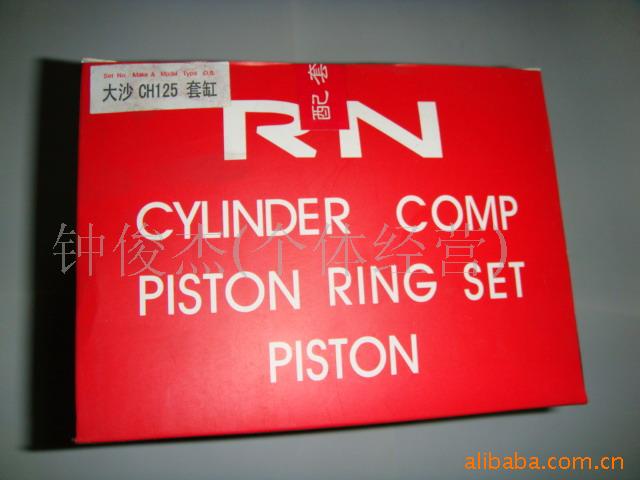 Set No. Make & Model Type O.S.
大沙 CH125 套缸
配套
RN
CYLINDER COMP
钟俊杰(个体经营)
PISTON RING SET
PISTON
alibaba.com.cn